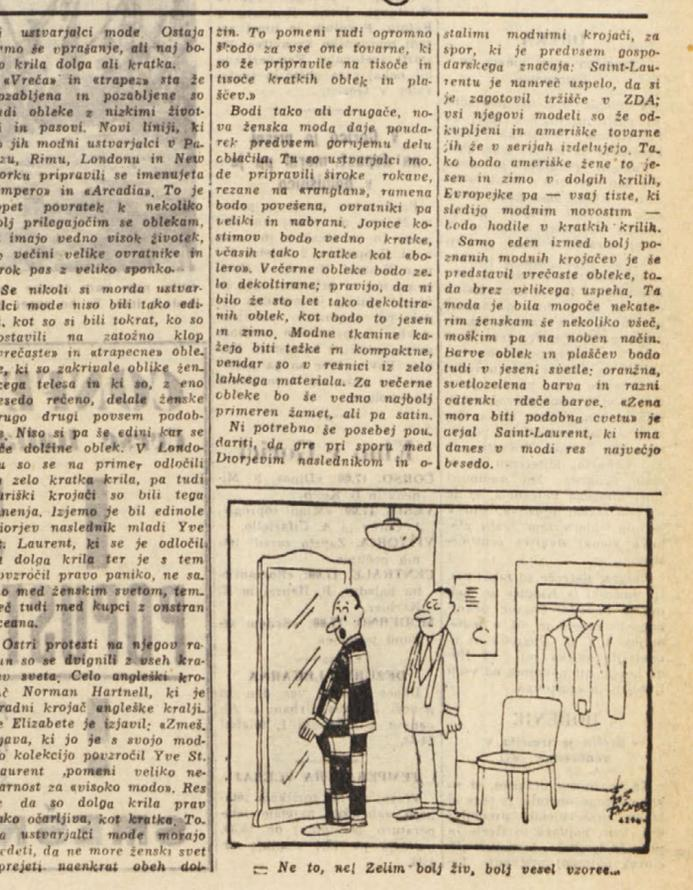 ustvarjalci mode. Ostaja
mo še vprašanje, ali naj bo-
krila dolga ali kratka.
«Vreča» in «trapez» sta že
ozabljena in pozabljene so
udi obleke z nizkimi život-
i in pasovi. Novi liniji, ki
jih modni ustvarjalci v Pa-
zu, Rimu, Londonu in New
orku pripravili se imenujeta
mpero» in «Arcadia». To je
pet povratek k nekoliko
olj prilegajočim se oblekam,
imajo vedno visok životek,
večini velike ovratnike in
rok pas z veliko sponko.
Se nikoli si morda ustvar-
lci mode niso bili tako edi-
i, kot so si bili tokrat, ko so
ostavili na zatožno klop
vrečaste» in «trapecne» oble-
e, ki so zakrivale oblike žen-
kega telesa in ki so, z eno
esedo rečeno, delale ženske
rugo drugi povsem podob-
e. Niso si pa še edini kar se
če dolžine oblek. V Londo-
u so se na primer odločili
zelo kratka krila, pa tudi
ariški krojači so bili tega
nenja. Izjemo je bil edinole
iorjev naslednik mladi Yve
t. Laurent, ki se je odločil
a dolga krila ter je s tem
ovzročil pravo paniko, ne sa-
o med ženskim svetom, tem-
eč tudi med kupci z onstran
ceana.
Ostri protesti na njegov ra-
un so se dvignili z vseh kra-
ev sveta. Celo angleški kro-
ač Norman Hartnell, ki je
radni krojač angleške kralji-
e Elizabete je izjavil: «Zmeš-
java, ki jo je s svojo mod-
o kolekcijo povzročil Yve St.
aurent ,pomeni veliko ne-
arnost za «visoko modo». Res
e da so dolga krila prav
ako očarljiva, kot kratka. To-
a ustvarjalci mode morajo
edeti, da ne more ženski svet
prejeti naenkrat obeh dol-
žin. To pomeni tudi ogromno
škodo za vse one tovarne, ki
so že pripravile na tisoče in
tisoče kratkih oblek in pla-
ščev.»
Bodi tako ali drugače, no-
va ženska moda daje pouda-
rek predvsem gornjemu delu
oblačila. Tu so ustvarjalci mo-
de pripravili široke rokave,
rezane na «ranglan», ramena
bodo povešena, ovratniki pa
veliki in nabrani. Jopice ko-
stimov bodo vedno kratke,
včasih tako kratke kot «bo-
lero». Večerne obleke bodo ze-
lo dekoltirane; pravijo, da ni
bilo že sto let tako dekoltira-
nih oblek, kot bodo to jesen
in zimo. Modne tkanine ka-
žejo biti težke in kompaktne,
vendar so v resnici iz zelo
lahkega materiala. Za večerne
obleke bo še vedno najbolj
primeren žamet, ali pa satin.
Ni potrebno še posebej pou-
dariti, da gre pri sporu med
Diorjevim naslednikom in o-
stalimi modnimi krojači, za
spor, ki je predvsem gospo-
darskega značaja: Saint-Lau-
rentu je namreč uspelo, da si
je zagotovil tržišče v ZDA;
vsi njegovi modeli so že od-
kupljeni in ameriške tovarne
jih že v serijah izdelujejo. Ta-
ko bodo ameriške žene to je-
sen in zimo v dolgih krilih,
Evropejke pa — vsaj tiste, ki
sledijo modnim novostim —
bodo hodile v kratkih krilih.
Samo eden izmed bolj po-
znanih modnih krojačev je še
predstavil vrečaste obleke, to-
da brez velikega uspeha. Ta
moda je bila mogoče nekate-
rim ženskam še nekoliko všeč,
moškim pa na noben način.
Barve oblek in plaščev bodo
tudi v jeseni svetle: oranžna,
svetlozelena barva in razni
odtenki rdeče barve. «Zena
mora biti podobna cvetu» je
dejal Saint-Laurent, ki ima
danes v modi res največjo
besedo.
— Ne to, ne! Zelim bolj živ, bolj vesel vzorec...